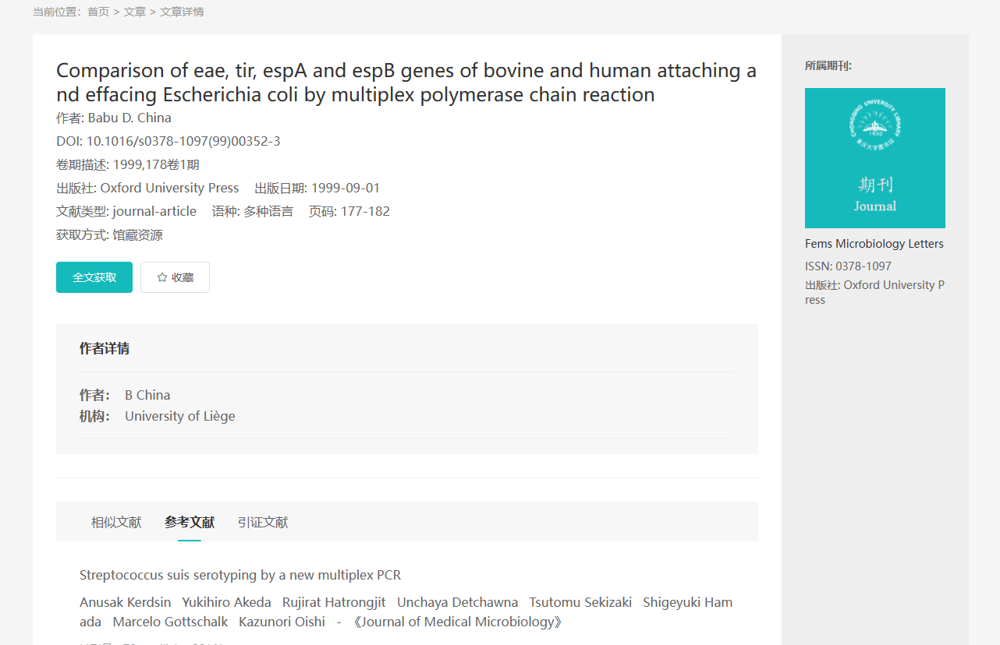 当前位置：首页 > 文章 > 文章详情
Comparison of eae, tir, espA and espB genes of bovine and human attaching a
nd effacing Escherichia coli by multiplex polymerase chain reaction
作者: Babu D. China
DOI: 10.1016/s0378-1097(99)00352-3
卷期描述: 1999,178卷1期
出版社: Oxford University Press 出版日期: 1999-09-01
文献类型: journal-article 语种: 多种语言 页码: 177-182
获取方式: 馆藏资源
全文获取 收藏
作者详情
作者： B China
机构： University of Liège
相似文献 参考文献 引证文献
Streptococcus suis serotyping by a new multiplex PCR
Anusak Kerdsin Yukihiro Akeda Rujirat Hatrongjit Unchaya Detchawna Tsutomu Sekizaki Shigeyuki Ham
ada Marcelo Gottschalk Kazunori Oishi - 《Journal of Medical Microbiology》
所属期刊:
CHONGQING UNIVERSITY LIBRARY
1930
重庆大学图书馆
期刊
Journal
Fems Microbiology Letters
ISSN: 0378-1097
出版社: Oxford University P
ress